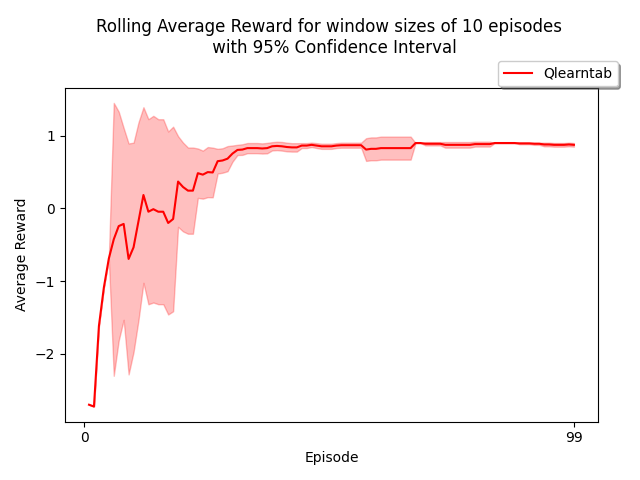 Rolling Average Reward for window sizes of 10 episodes
with 95% Confidence Interval
Qlearntab
Average Reward
1
0
−1
−2
0
99
Episode